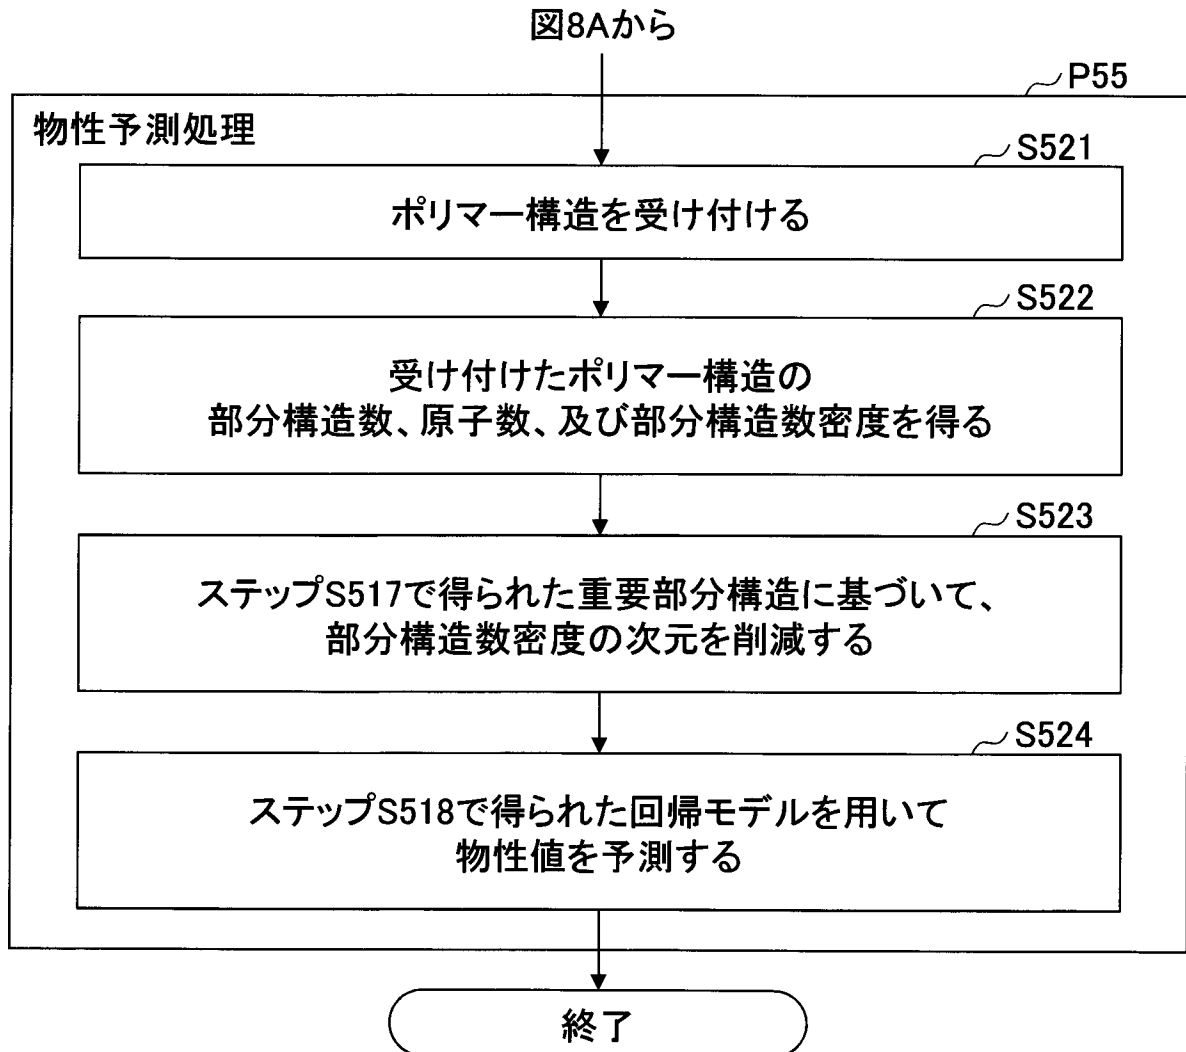 図8Aから
P55
物性予測処理
S521
ポリマー構造を受け付ける
S522
受け付けたポリマー構造の
部分構造数、原子数、及び部分構造数密度を得る
S523
ステップS517で得られた重要部分構造に基づいて、
部分構造数密度の次元を削減する
S524
ステップS518で得られた回帰モデルを用いて
物性値を予測する
終了